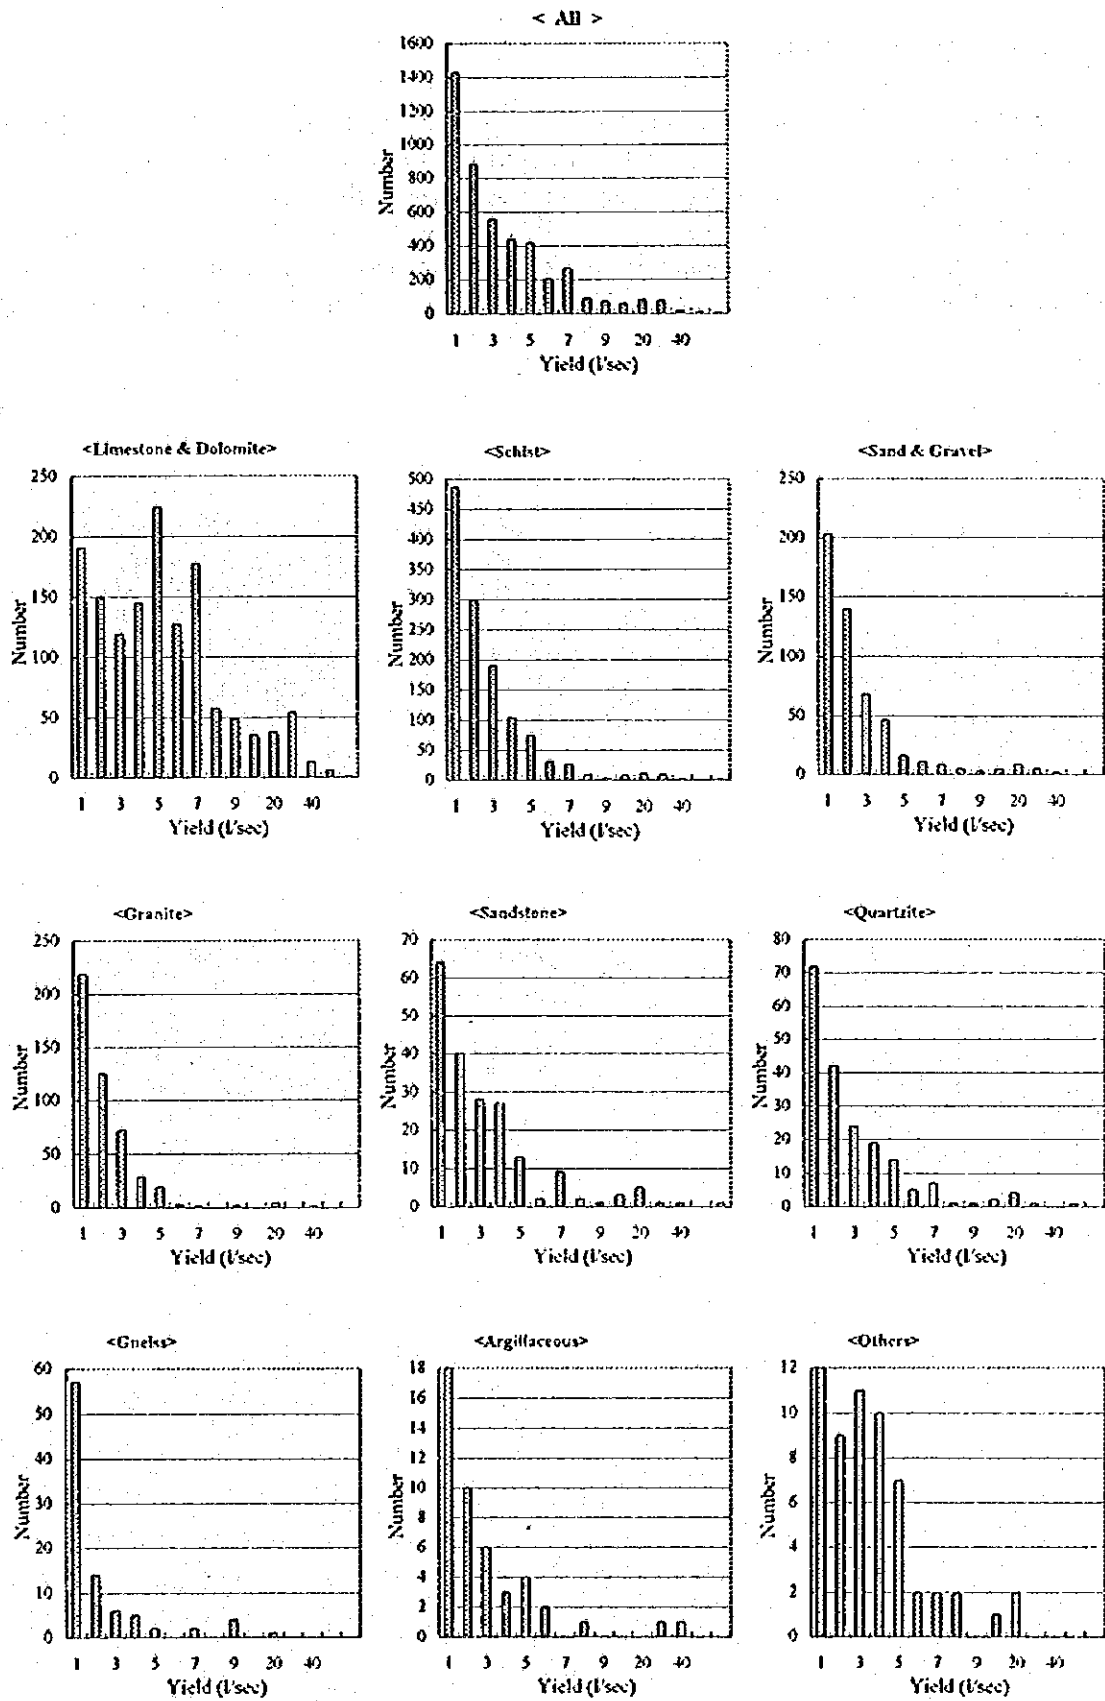 < All >
1600
1400
1200
1000
800
600
400
200
0
Number
1 3 5 7 9 20 40
Yield (l/sec)
<Limestone & Dolomite>
250
200
150
100
50
0
Number
1 3 5 7 9 20 40
Yield (l/sec)
<Schist>
500
450
400
350
300
250
200
150
100
50
0
Number
1 3 5 7 9 20 40
Yield (l/sec)
<Sand & Gravel>
250
200
150
100
50
0
Number
1 3 5 7 9 20 40
Yield (l/sec)
<Granite>
250
200
150
100
50
0
Number
1 3 5 7 9 20 40
Yield (l/sec)
<Sandstone>
70
60
50
40
30
20
10
0
Number
1 3 5 7 9 20 40
Yield (l/sec)
<Quartzite>
80
70
60
50
40
30
20
10
0
Number
1 3 5 7 9 20 40
Yield (l/sec)
<Gneiss>
60
50
40
30
20
10
0
Number
1 3 5 7 9 20 40
Yield (l/sec)
<Argillaceous>
18
16
14
12
10
8
6
4
2
0
Number
1 3 5 7 9 20 40
Yield (l/sec)
<Others>
12
10
8
6
4
2
0
Number
1 3 5 7 9 20 40
Yield (l/sec)